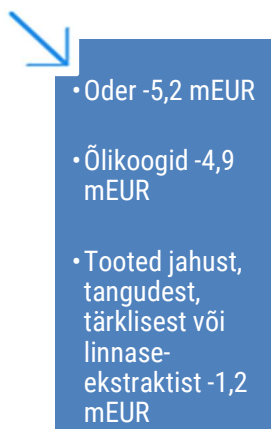 •Oder -5,2 mEUR
•Õlikoogid -4,9
mEUR
•Tooted jahust,
tangudest,
tärklisest või
linnase-
ekstraktist -1,2
mEUR